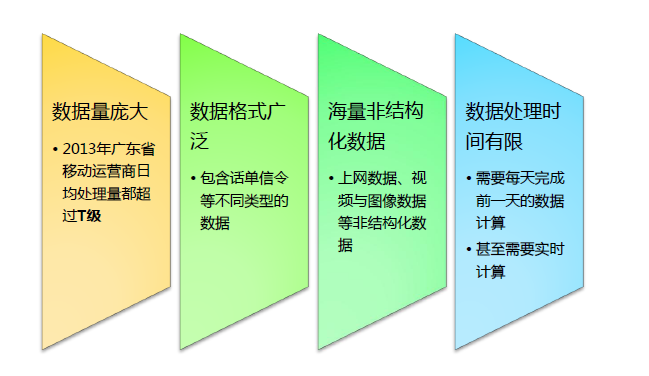 数据量庞大
• 2013年广东省
移动运营商日
均处理量都超
过T级
数据格式广
泛
• 包含话单信令
等不同类型的
数据
海量非结构
化数据
• 上网数据、视
频与图像数据
等非结构化数
据
数据处理时
间有限
• 需要每天完成
前一天的数据
计算
• 甚至需要实时
计算